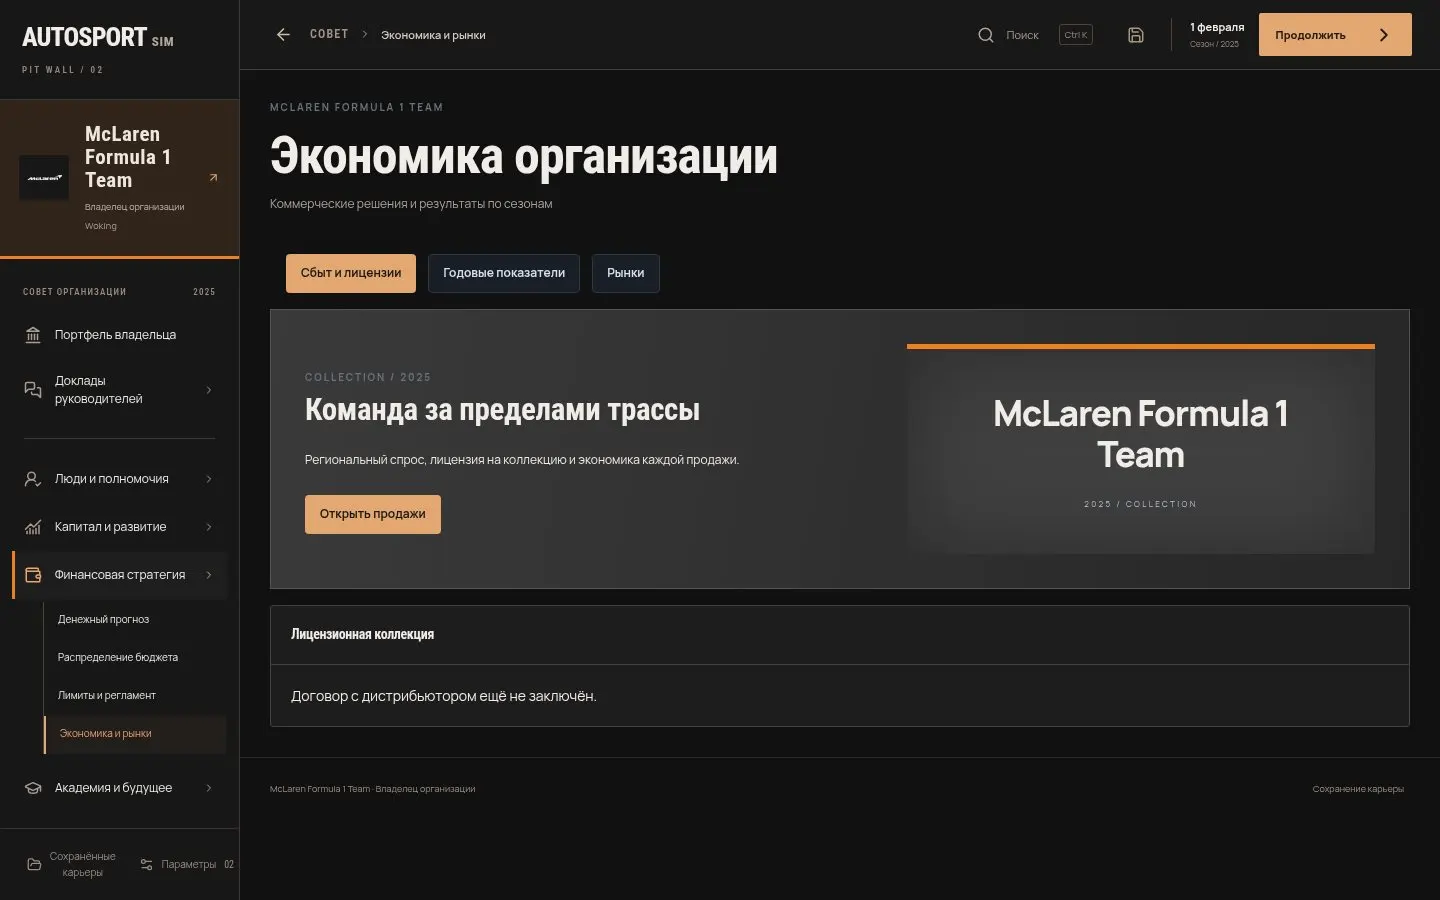 AUTOSPORT SIM
PIT WALL / 02
McLaren
McLaren
Formula 1
Team
Владелец организации
Woking
СОВЕТ ОРГАНИЗАЦИИ 2025
Портфель владельца
Доклады
руководителей
Люди и полномочия
Капитал и развитие
Финансовая стратегия
Денежный прогноз
Распределение бюджета
Лимиты и регламент
Экономика и рынки
Академия и будущее
Сохранённые
карьеры
Параметры 02
СОВЕТ
Экономика и рынки
Поиск Ctrl K
1 февраля
Сезон / 2025
Продолжить
MCLAREN FORMULA 1 TEAM
Экономика организации
Коммерческие решения и результаты по сезонам
Сбыт и лицензии Годовые показатели Рынки
COLLECTION / 2025
Команда за пределами трассы
Региональный спрос, лицензия на коллекцию и экономика каждой продажи.
Открыть продажи
McLaren Formula 1
Team
2025 / COLLECTION
Лицензионная коллекция
Договор с дистрибьютором ещё не заключён.
McLaren Formula 1 Team · Владелец организации
Сохранение карьеры